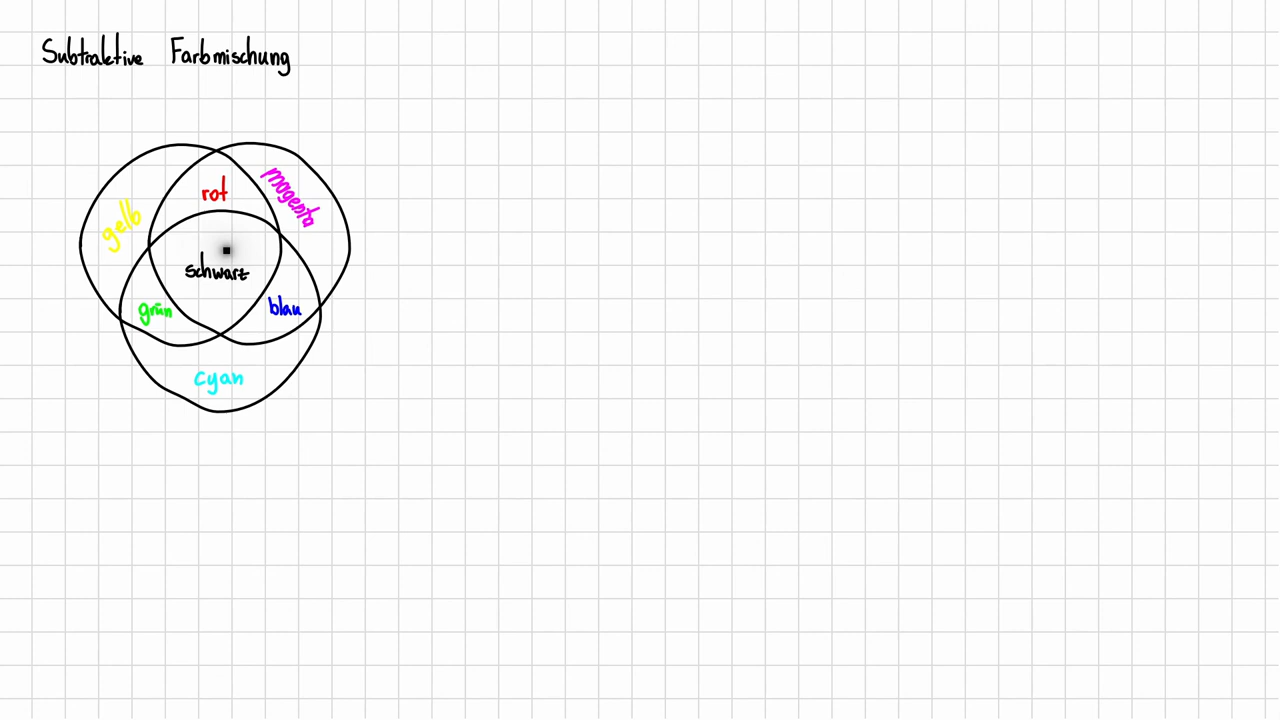 Subtraktive Farbmischung
rot
magenta
gelb
schwarz
grün
blau
cyan